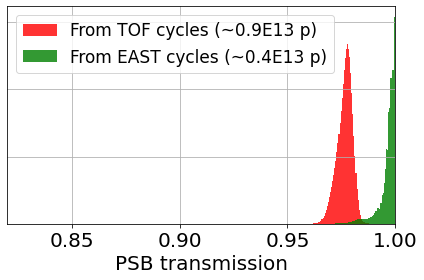 From TOF cycles (~0.9E13 p)
From EAST cycles (~0.4E13 p)
0.85 0.90 0.95 1.00
PSB transmission